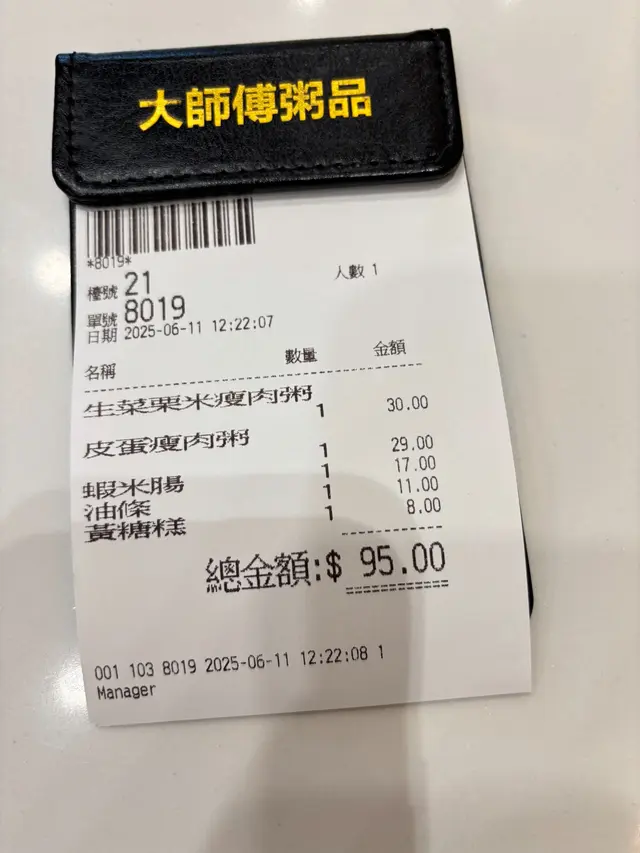 大師傅粥品
*8019*
檯號 21
人數 1
單號 8019
日期 2025-06-11 12:22:07
名稱 數量 金額
生菜粟米瘦肉粥 1 30.00
皮蛋瘦肉粥 1 29.00
蝦米腸 1 17.00
油條 1 11.00
黃糖糕 1 8.00
總金額:$ 95.00
001 103 8019 2025-06-11 12:22:08 1
Manager